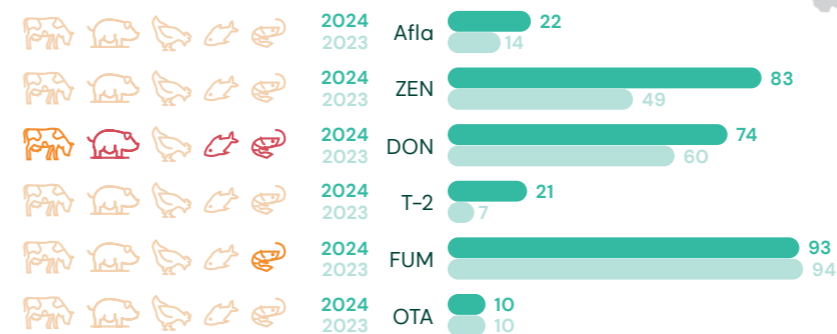 2024 Afla 22
2023 14
2024 ZEN 83
2023 49
2024 DON 74
2023 60
2024 T-2 21
2023 7
2024 FUM 93
2023 94
2024 OTA 10
2023 10